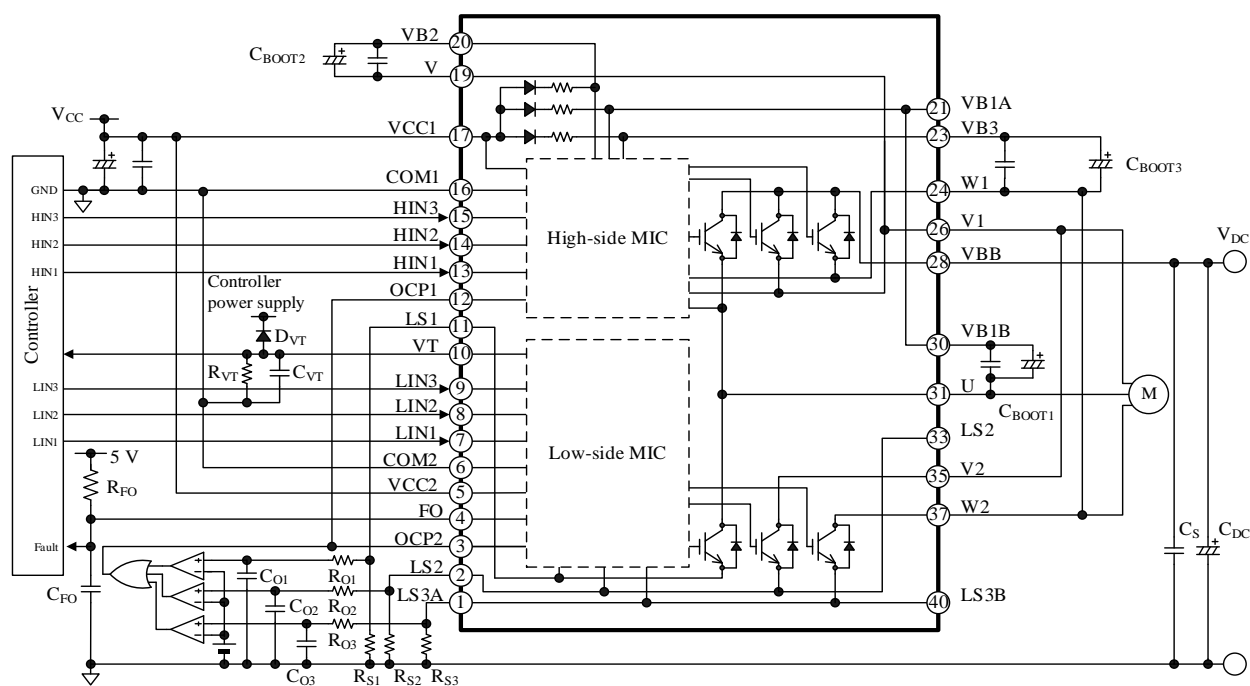 VB2
20
CBOOT2
V
19
VCC
VCC1
17
GND
COM1
16
HIN3
HIN3
15
HIN2
HIN2
14
HIN1
HIN1
13
Controller
power supply
OCP1
12
DVT
LS1
11
VT
10
RVT
CVT
Controller
LIN3
LIN3
9
LIN2
LIN2
8
LIN1
LIN1
7
5 V
COM2
6
RFO
VCC2
5
FO
4
Fault
OCP2
3
CFO
CO1
RO1
LS2
2
CO2
RO2
LS3A
1
CO3
RO3
RS1
RS2
RS3
High-side MIC
Low-side MIC
21
VB1A
23
VB3
CBOOT3
24
W1
26
V1
28
VBB
VDC
30
VB1B
31
U
CBOOT1
M
33
LS2
35
V2
37
W2
CS
CDC
40
LS3B